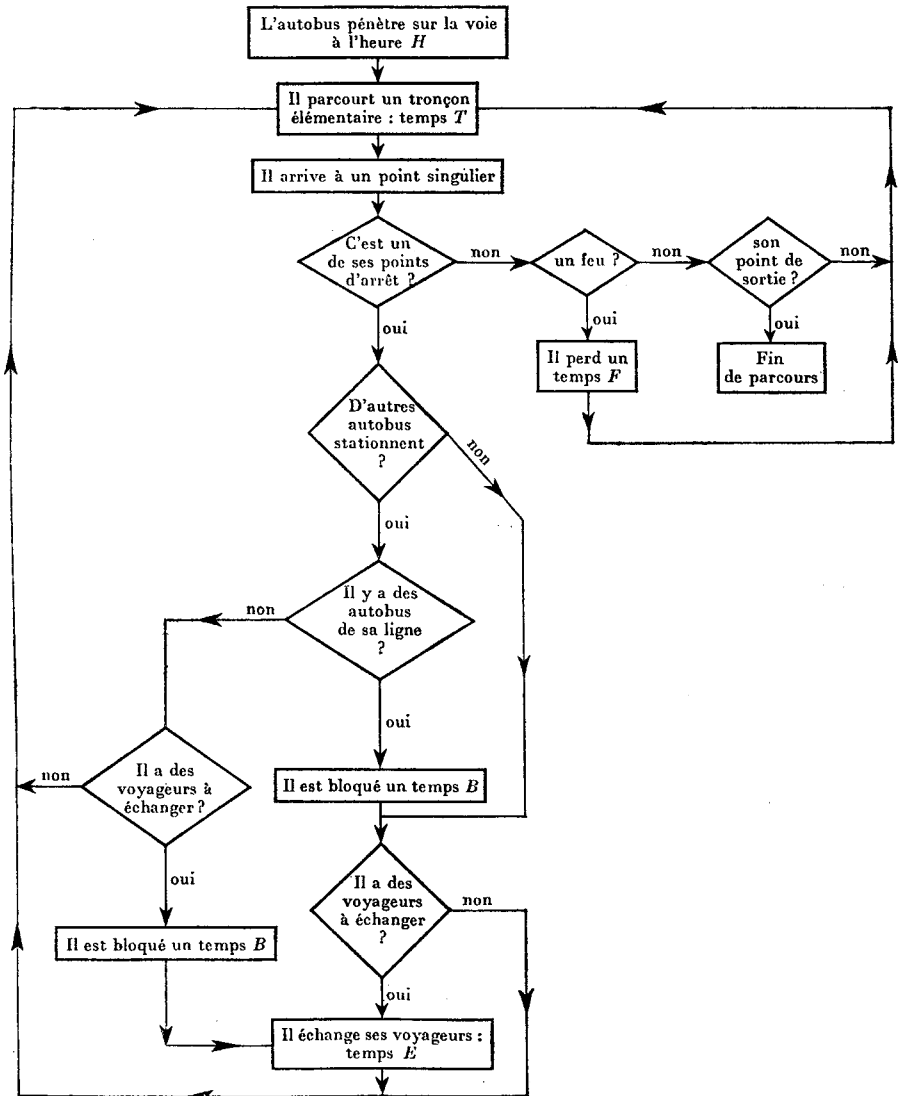 L'autobus pénètre sur la voie
à l'heure H
Il parcourt un tronçon
élémentaire : temps T
Il arrive à un point singulier
C'est un
de ses points
d'arrêt ?
non
un feu ?
non
son
point de
sortie ?
non
oui
oui
oui
Il perd un
temps F
Fin
de parcours
D'autres
autobus
stationnent
?
non
oui
Il y a des
autobus
de sa ligne
?
non
oui
Il a des
voyageurs à
échanger ?
non
Il est bloqué un temps B
oui
Il a des
voyageurs
à échanger
?
non
Il est bloqué un temps B
oui
Il échange ses voyageurs :
temps E